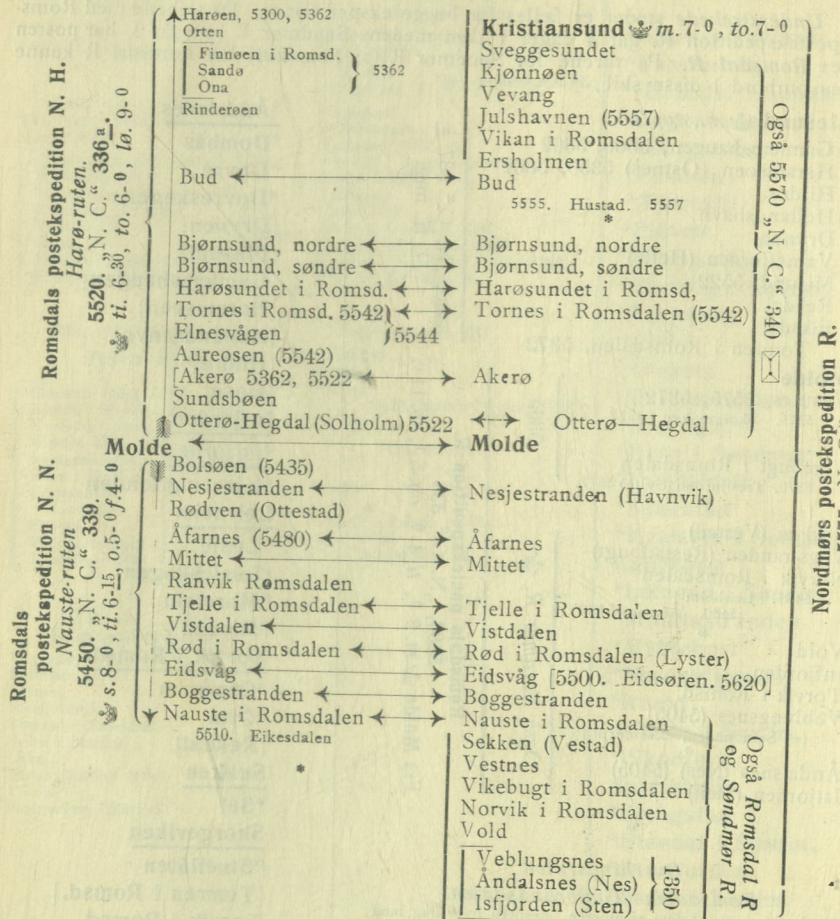 Romsdals postekspedition N. H.
Harø-ruten.
5520. „N. C.“ 336a.
ti. 6-30, to. 6-0, lø. 9-0
Harøen, 5300, 5362
Orten
Finnøen i Romsd.
Sandø
Ona
5362
Rinderøen
Bud
Bjørnsund, nordre
Bjørnsund, søndre
Harøsundet i Romsd.
Tornes i Romsd. 5542
Elnesvågen
5544
Aureosen (5542)
[Akerø 5362, 5522
Sundsbøen
Otterø-Hegdal (Solholm) 5522
Molde
Romsdals
postekspedition N. N.
Nauste-ruten
5450. „N. C.“ 339.
s. 8-0, ti. 6-15, o. 5-0 f. 4-0
Bolsøen (5435)
Nesjestranden
Rødven (Ottestad)
Åfarnes (5480)
Mittet
Ranvik Romsdalen
Tjelle i Romsdalen
Vistdalen
Rød i Romsdalen
Eidsvåg
Boggestranden
Nauste i Romsdalen
5510. Eikesdalen
*
Kristiansund m. 7-0, to. 7-0
Sveggesundet
Kjønnøen
Vevang
Julshavnen (5557)
Vikan i Romsdalen
Ersholmen
Bud
5555. Hustad. 5557
*
Bjørnsund, nordre
Bjørnsund, søndre
Harøsundet i Romsd,
Tornes i Romsdalen (5542)
Akerø
Otterø—Hegdal
Molde
Nesjestranden (Havnvik)
Åfarnes
Mittet
Tjelle i Romsdalen
Vistdalen
Rød i Romsdalen (Lyster)
Eidsvåg [5500. Eidsøren. 5620]
Boggestranden
Nauste i Romsdalen
Sekken (Vestad)
Vestnes
Vikebugt i Romsdalen
Norvik i Romsdalen
Vold
Veblungsnes
Åndalsnes (Nes)
Isfjorden (Sten)
1350
Også 5570 „N. C.“ 340
Også Romsdal R
og Søndmør R.
Nordmørs postekspedition R.